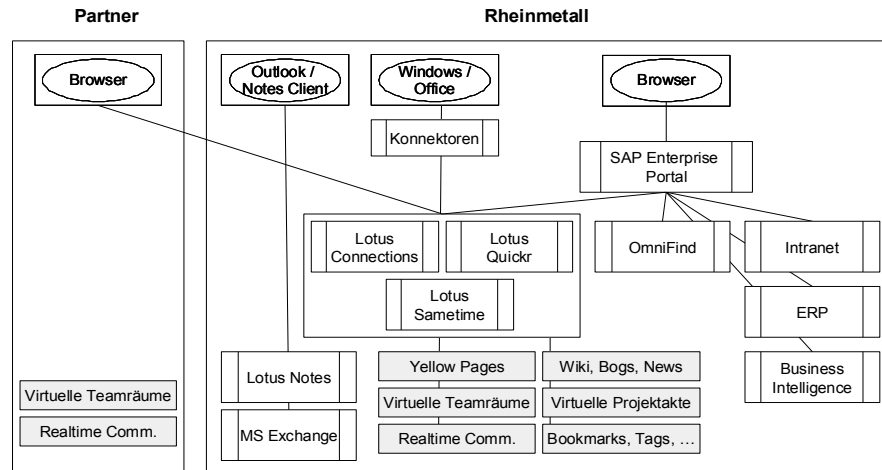 Partner
Rheinmetall
Browser
Outlook /
Notes Client
Windows /
Office
Browser
Konnektoren
SAP Enterprise
Portal
Lotus
Connections
Lotus
Quickr
OmniFind
Intranet
Lotus
Sametime
ERP
Lotus Notes
Yellow Pages
Wiki, Bogs, News
Business
Intelligence
Virtuelle Teamräume
Virtuelle Teamräume
Virtuelle Projektakte
Realtime Comm.
MS Exchange
Realtime Comm.
Bookmarks, Tags, …